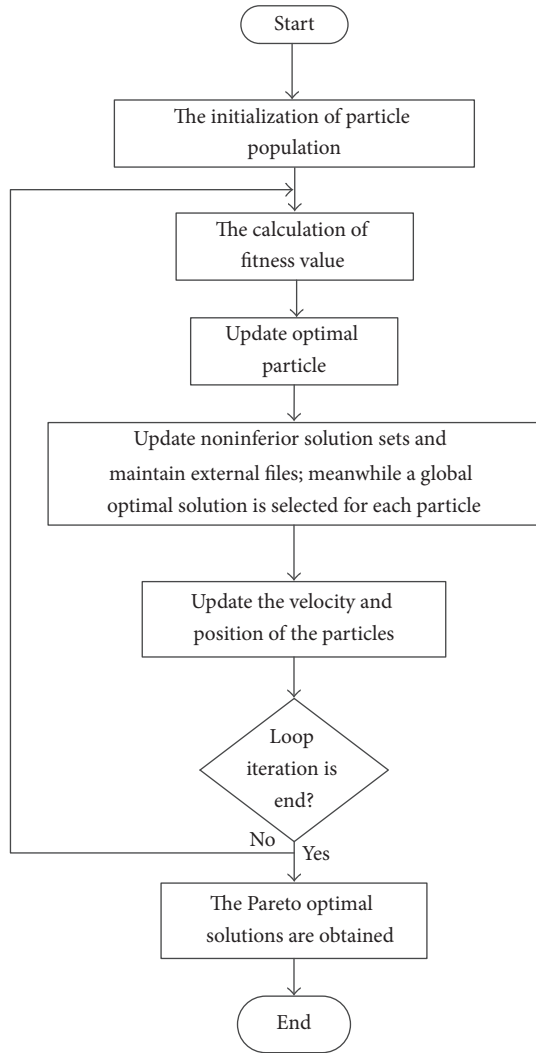 Start
The initialization of particle
population
The calculation of
fitness value
Update optimal
particle
Update noninferior solution sets and
maintain external files; meanwhile a global
optimal solution is selected for each particle
Update the velocity and
position of the particles
Loop
iteration is
end?
No
Yes
The Pareto optimal
solutions are obtained
End